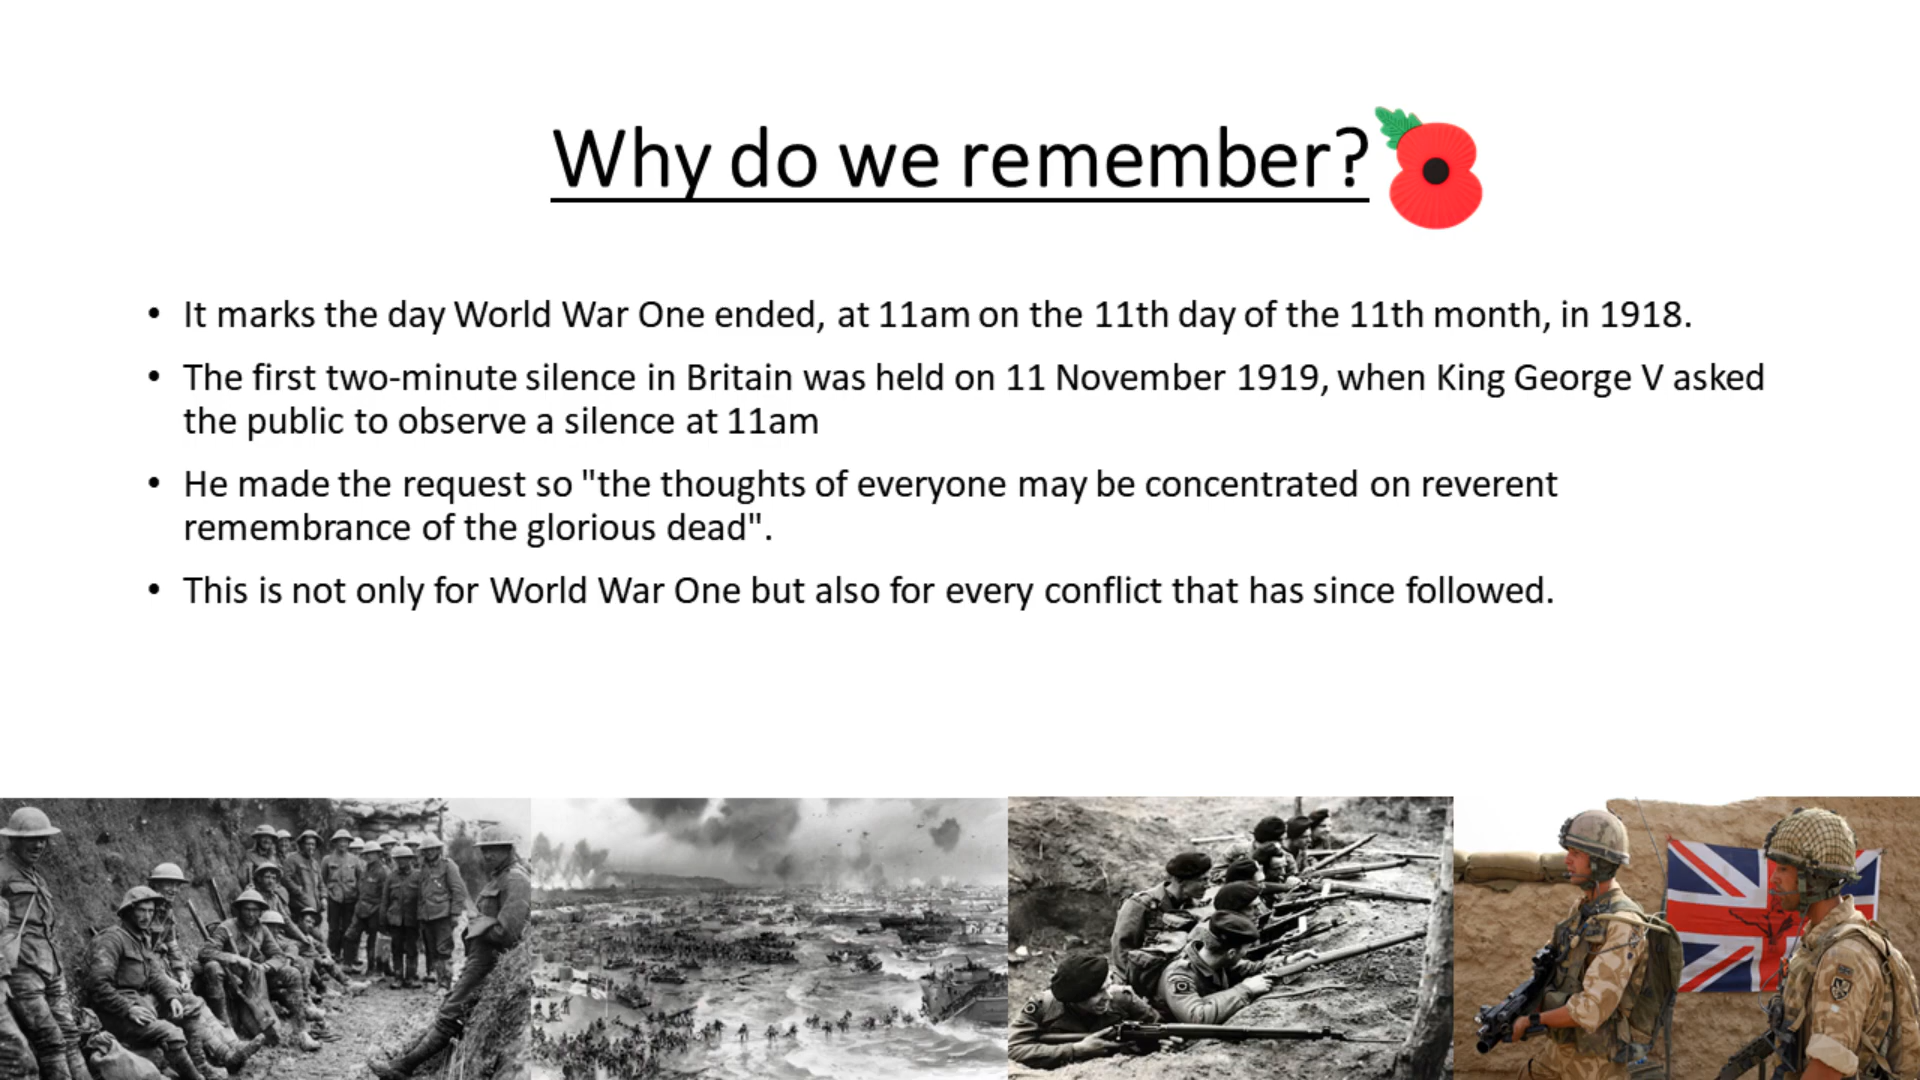 Why do we remember?
• It marks the day World War One ended, at 11am on the 11th day of the 11th month, in 1918.
• The first two-minute silence in Britain was held on 11 November 1919, when King George V asked
the public to observe a silence at 11am
• He made the request so "the thoughts of everyone may be concentrated on reverent
remembrance of the glorious dead".
• This is not only for World War One but also for every conflict that has since followed.